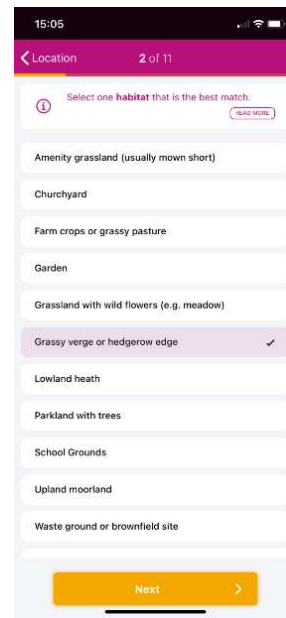 15:05
Location 2 of 11
Select one habitat that is the best match.
READ MORE
Amenity grassland (usually mown short)
Churchyard
Farm crops or grassy pasture
Garden
Grassland with wild flowers (e.g. meadow)
Grassy verge or hedgerow edge
Lowland heath
Parkland with trees
School Grounds
Upland moorland
Waste ground or brownfield site
Next